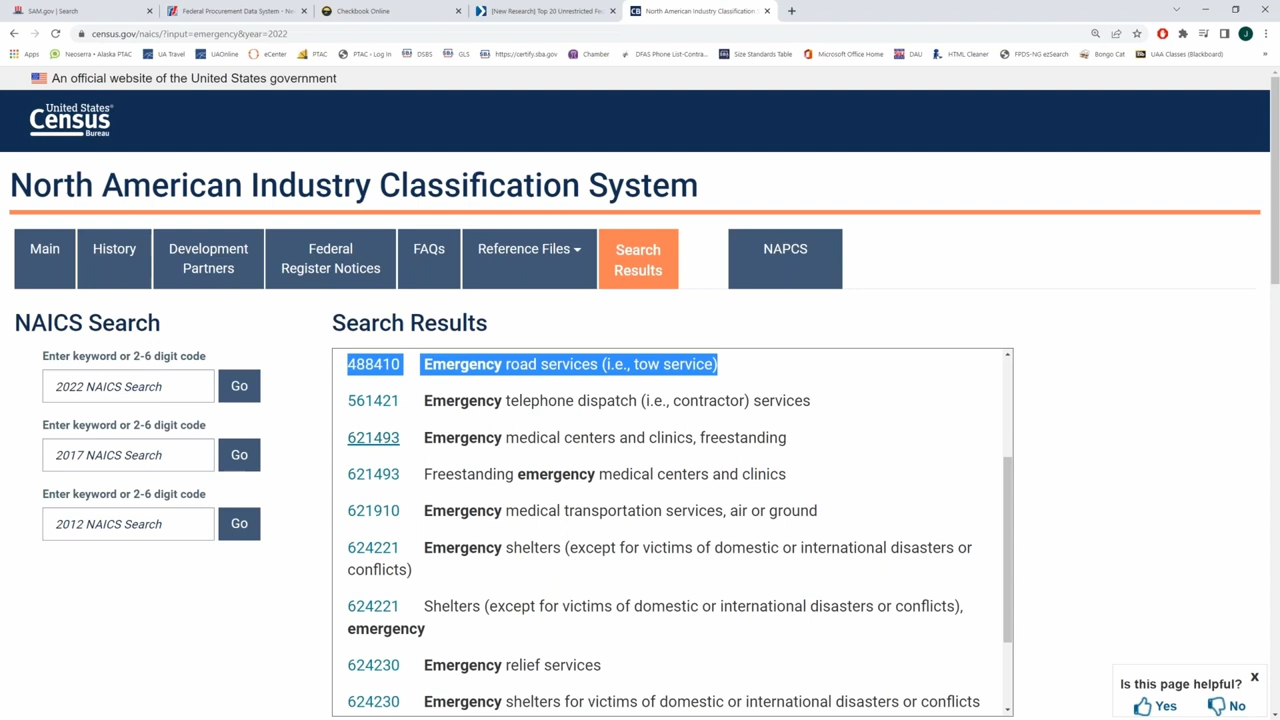 SAM.gov | Search
Federal Procurement Data System - Ne
Checkbook Online
[New Research] Top 20 Unrestricted Fe
North American Industry Classification
census.gov/naics/?input=emergency&year=2022
Apps
Neoserra • Alaska PTAC
UA Travel
UAOnline
eCenter
PTAC
PTAC - Log In
DSBS
GLS
https://certify.sba.gov
Chamber
DFAS Phone List-Contra...
Size Standards Table
Microsoft Office Home
DAU
HTML Cleaner
FPDS-NG ezSearch
Bongo Cat
UAA Classes (Blackboard)
An official website of the United States government
United States®
Census
Bureau
North American Industry Classification System
Main
History
Development
Partners
Federal
Register Notices
FAQs
Reference Files
Search
Results
NAPCS
NAICS Search
Enter keyword or 2-6 digit code
2022 NAICS Search
Go
Enter keyword or 2-6 digit code
2017 NAICS Search
Go
Enter keyword or 2-6 digit code
2012 NAICS Search
Go
Search Results
488410 Emergency road services (i.e., tow service)
561421 Emergency telephone dispatch (i.e., contractor) services
621493 Emergency medical centers and clinics, freestanding
621493 Freestanding emergency medical centers and clinics
621910 Emergency medical transportation services, air or ground
624221 Emergency shelters (except for victims of domestic or international disasters or
conflicts)
624221 Shelters (except for victims of domestic or international disasters or conflicts),
emergency
624230 Emergency relief services
624230 Emergency shelters for victims of domestic or international disasters or conflicts
Is this page helpful?
X
Yes
No